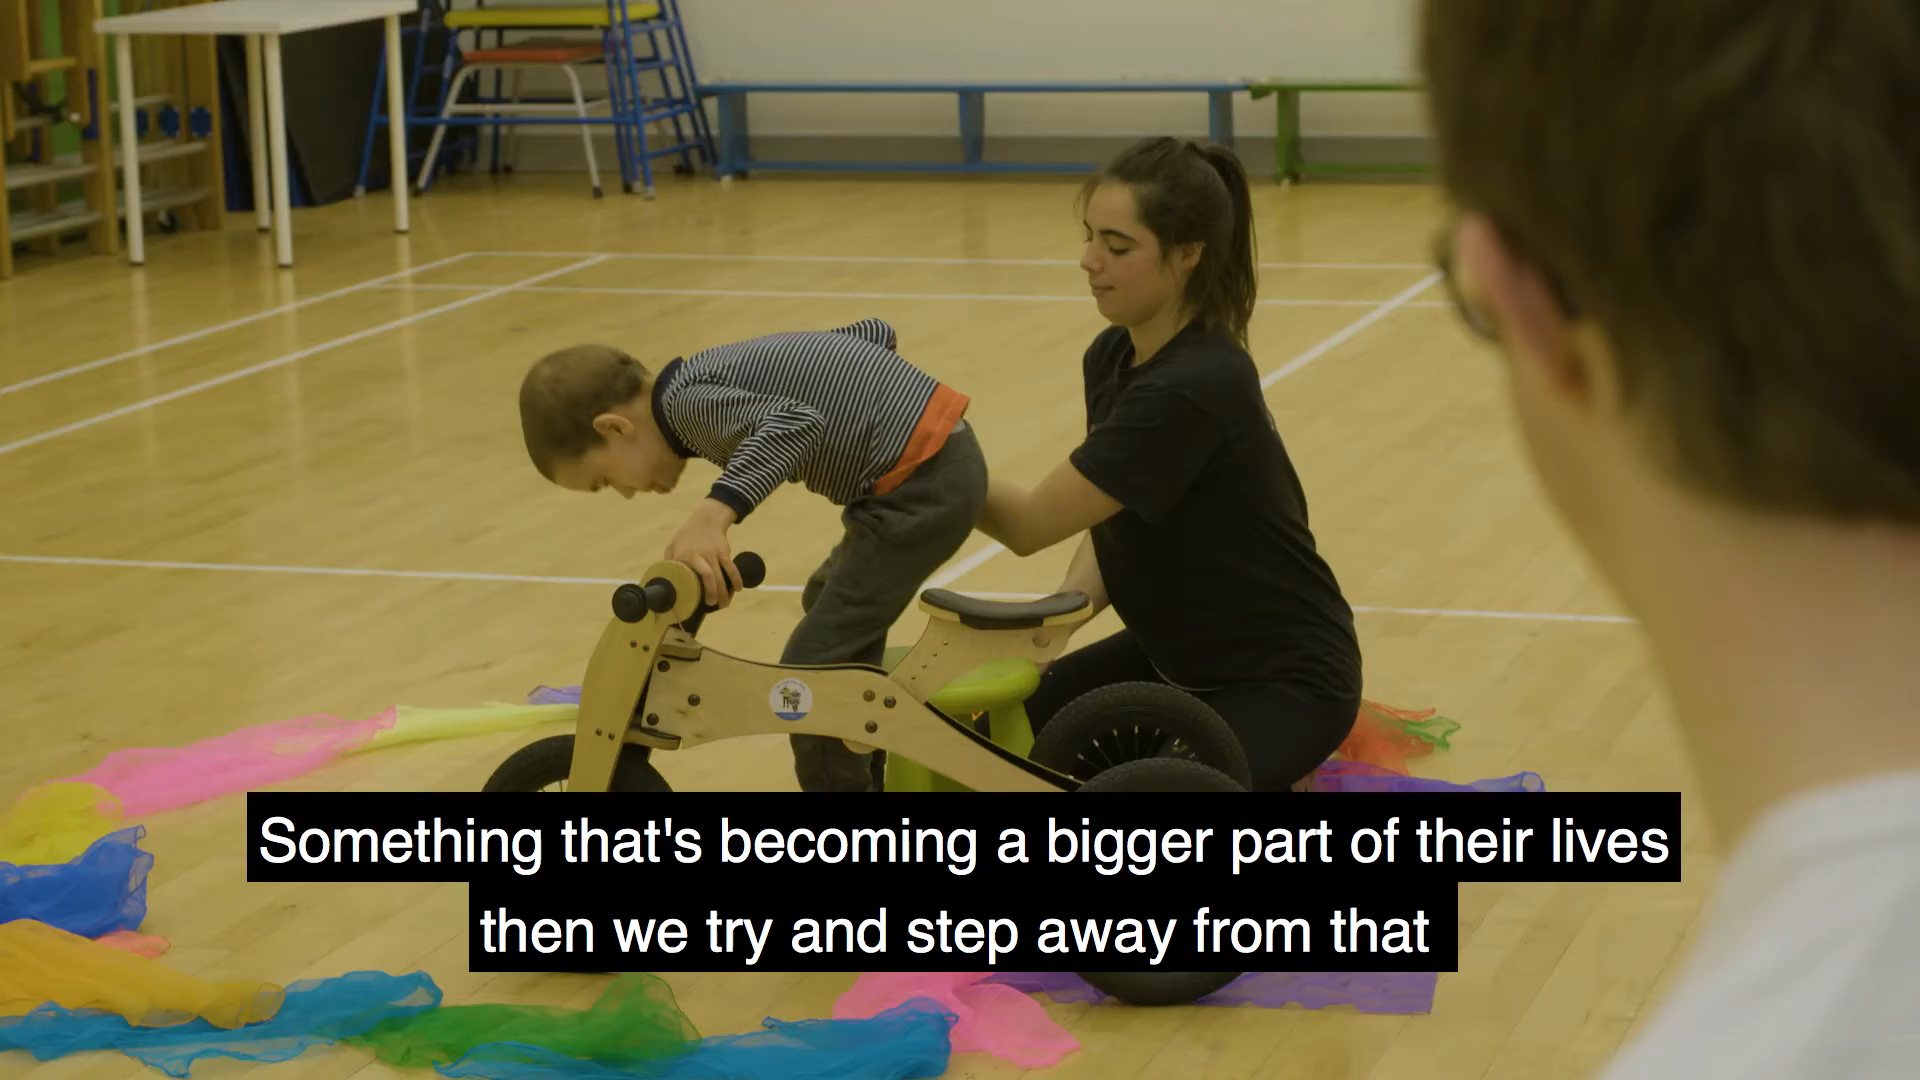 Something that's becoming a bigger part of their lives
then we try and step away from that